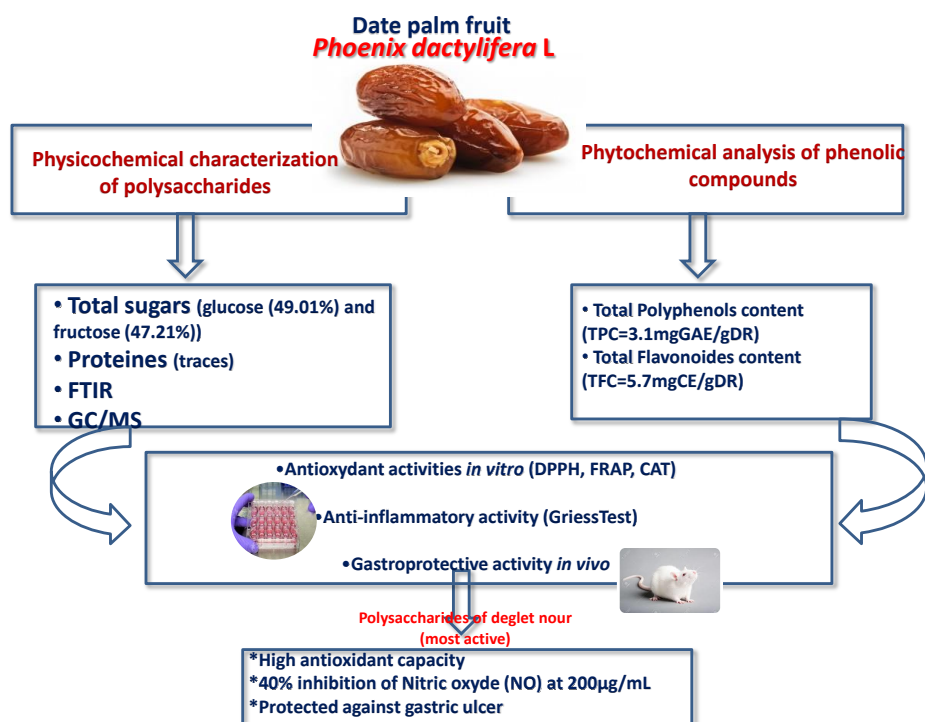 Date palm fruit
Phoenix dactylifera L
Physicochemical characterization
of polysaccharides
Phytochemical analysis of phenolic
compounds
• Total sugars (glucose (49.01%) and
fructose (47.21%))
• Proteines (traces)
• FTIR
• GC/MS
• Total Polyphenols content
(TPC=3.1mgGAE/gDR)
• Total Flavonoides content
(TFC=5.7mgCE/gDR)
•Antioxydant activities in vitro (DPPH, FRAP, CAT)
•Anti-inflammatory activity (GriessTest)
•Gastroprotective activity in vivo
Polysaccharides of deglet nour
(most active)
*High antioxidant capacity
*40% inhibition of Nitric oxyde (NO) at 200µg/mL
*Protected against gastric ulcer